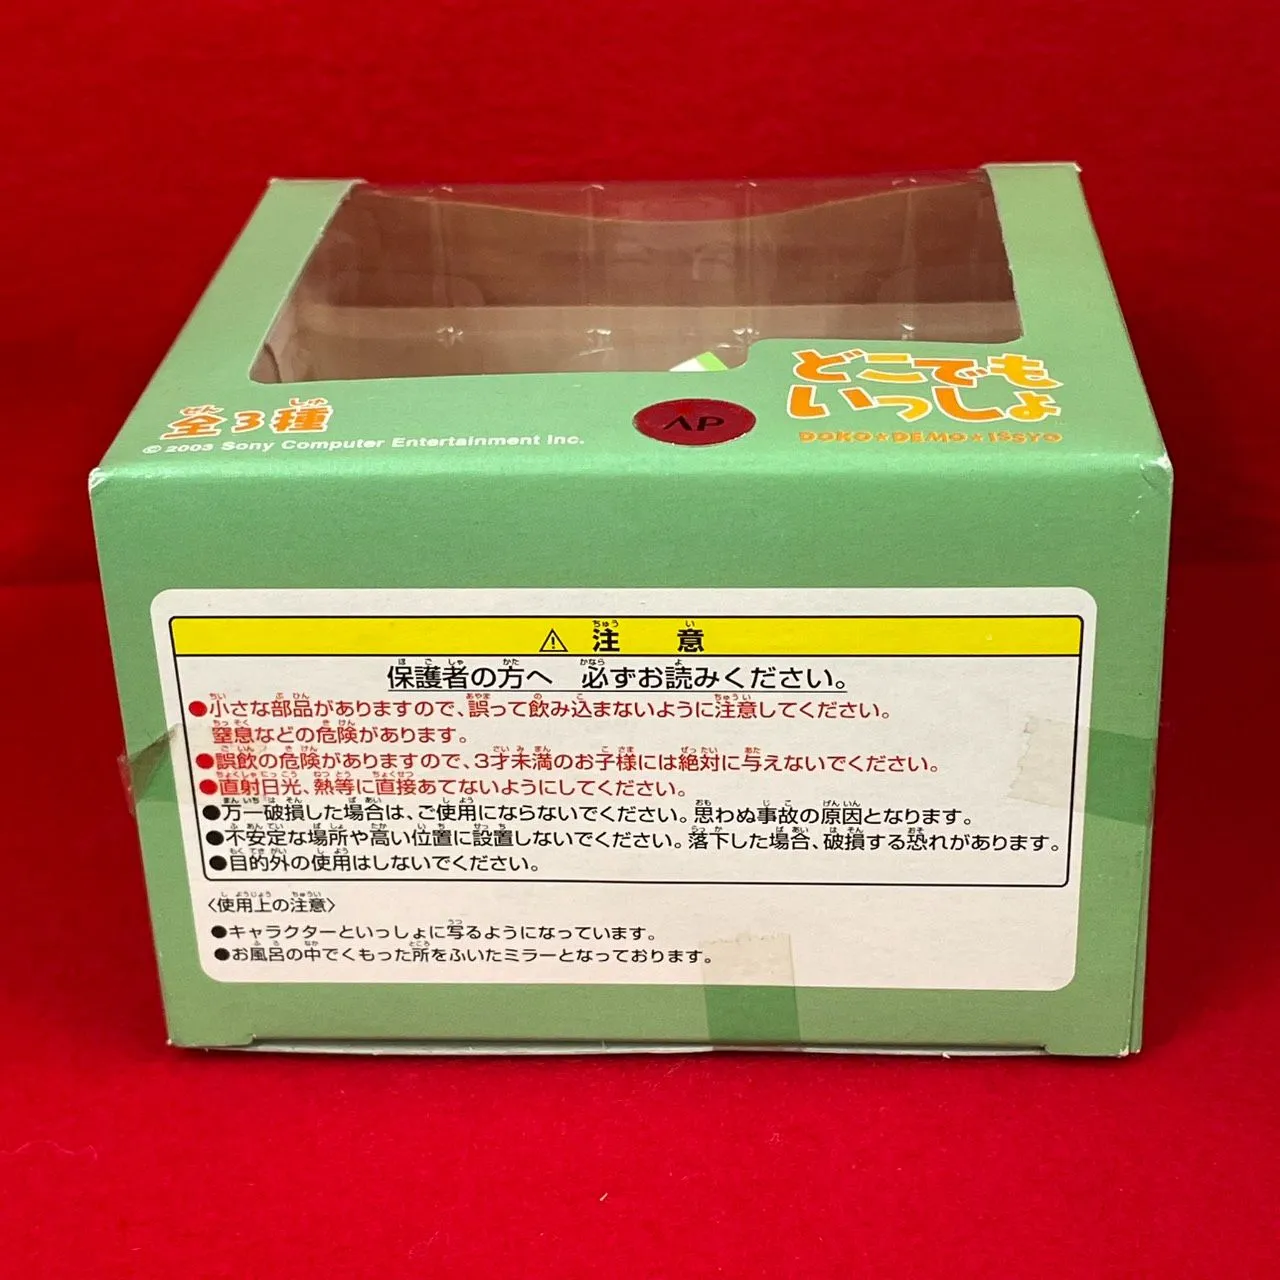 どこでも
いっしょ
DOKO★DEMO★ISSYO
全3種
© 2003 Sony Computer Entertainment Inc.
AP
⚠ 注意
保護者の方へ 必ずお読みください。
●小さな部品がありますので、誤って飲み込まないように注意してください。
窒息などの危険があります。
●誤飲の危険がありますので、3才未満のお子様には絶対に与えないでください。
●直射日光、熱等に直接あてないようにしてください。
●万一破損した場合は、ご使用にならないでください。思わぬ事故の原因となります。
●不安定な場所や高い位置に設置しないでください。落下した場合、破損する恐れがあります。
●目的外の使用はしないでください。
〈使用上の注意〉
●キャラクターといっしょに写るようになっています。
●お風呂の中でくもった所をふいたミラーとなっております。